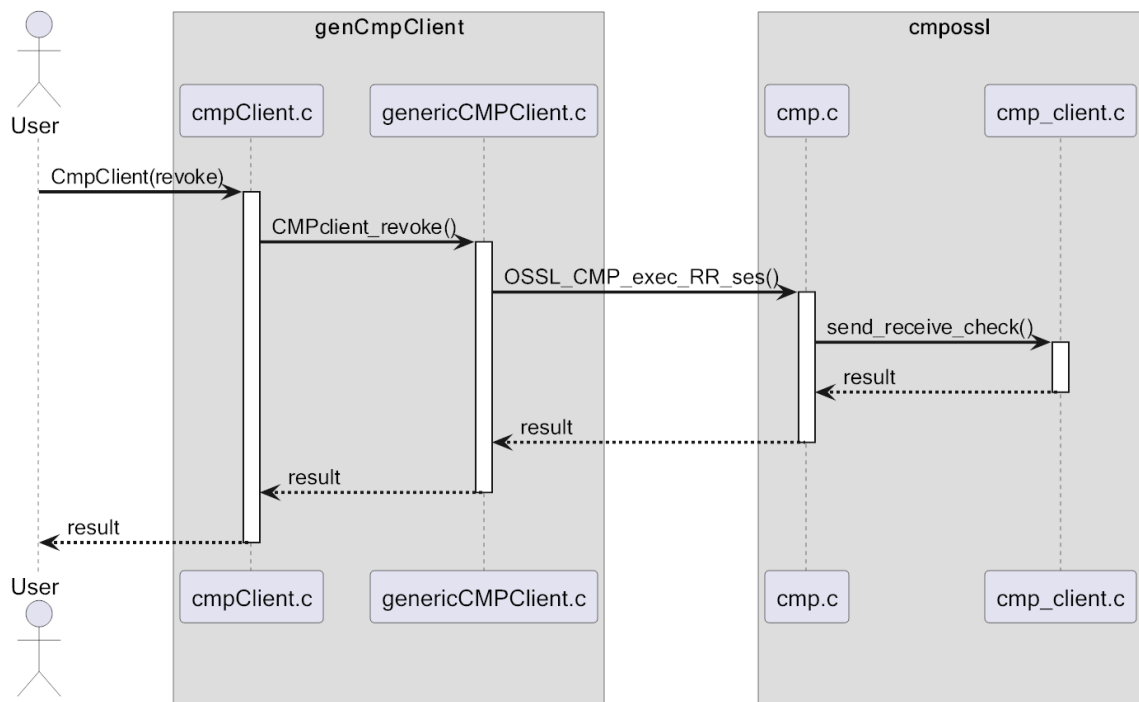 genCmpClient
cmpossl
cmpClient.c
genericCMPClient.c
cmp.c
cmp_client.c
User
CmpClient(revoke)
CMPclient_revoke()
OSSL_CMP_exec_RR_ses()
send_receive_check()
result
result
result
result
User
cmpClient.c
genericCMPClient.c
cmp.c
cmp_client.c